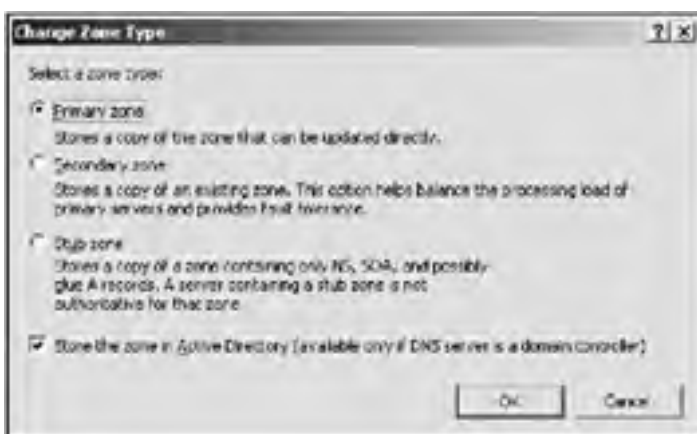 Change Zone Type
? X
Select a zone type:
Primary zone
Stores a copy of the zone that can be updated directly.
Secondary zone
Stores a copy of an existing zone. This option helps balance the processing load of
primary servers and provides fault tolerance.
Stub zone
Stores a copy of a zone containing only NS, SOA, and possibly
glue A records. A server containing a stub zone is not
authoritative for that zone.
Store the zone in Active Directory (available only if DNS server is a domain controller)
OK
Cancel